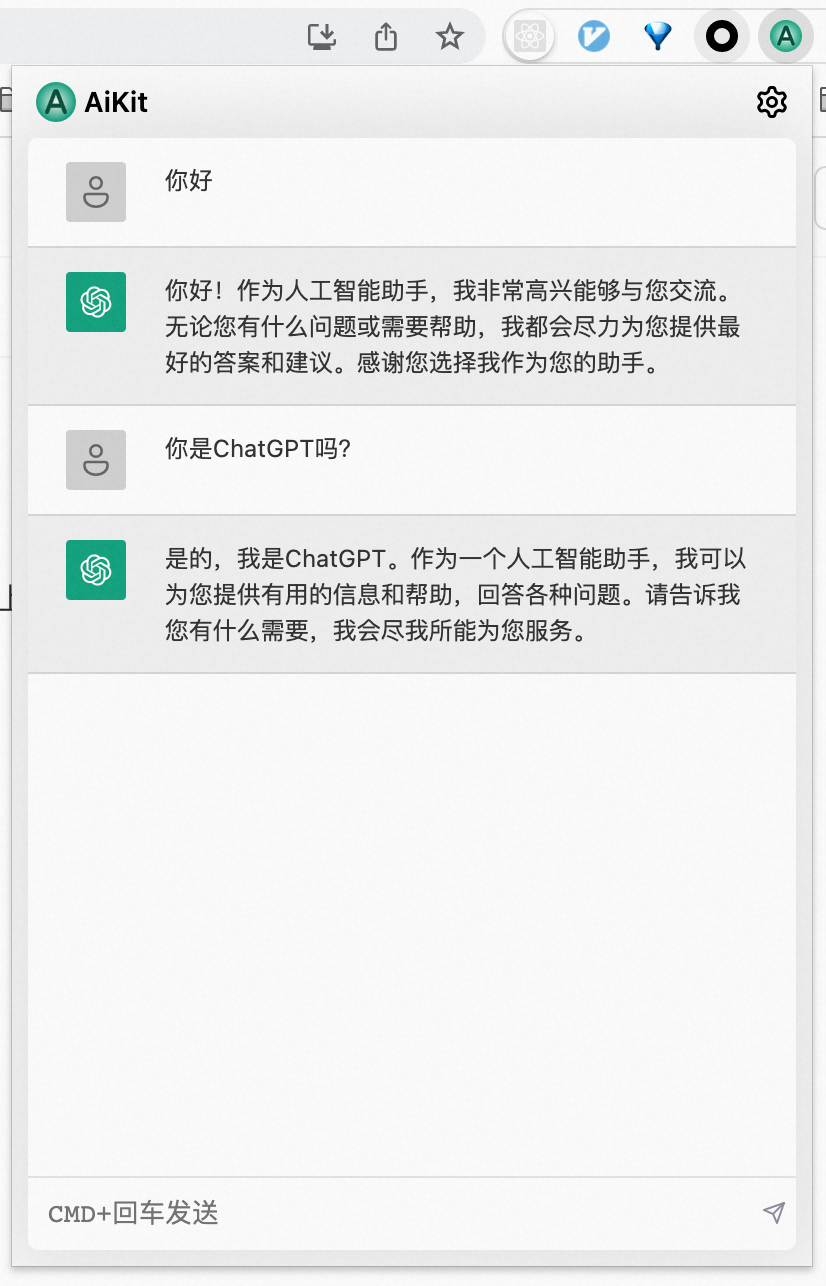 AiKit
你好
你好！作为人工智能助手，我非常高兴能够与您交流。
无论您有什么问题或需要帮助，我都会尽力为您提供最
好的答案和建议。感谢您选择我作为您的助手。
你是ChatGPT吗？
是的，我是ChatGPT。作为一个人工智能助手，我可以
为您提供有用的信息和帮助，回答各种问题。请告诉我
您有什么需要，我会尽我所能为您服务。
CMD+回车发送